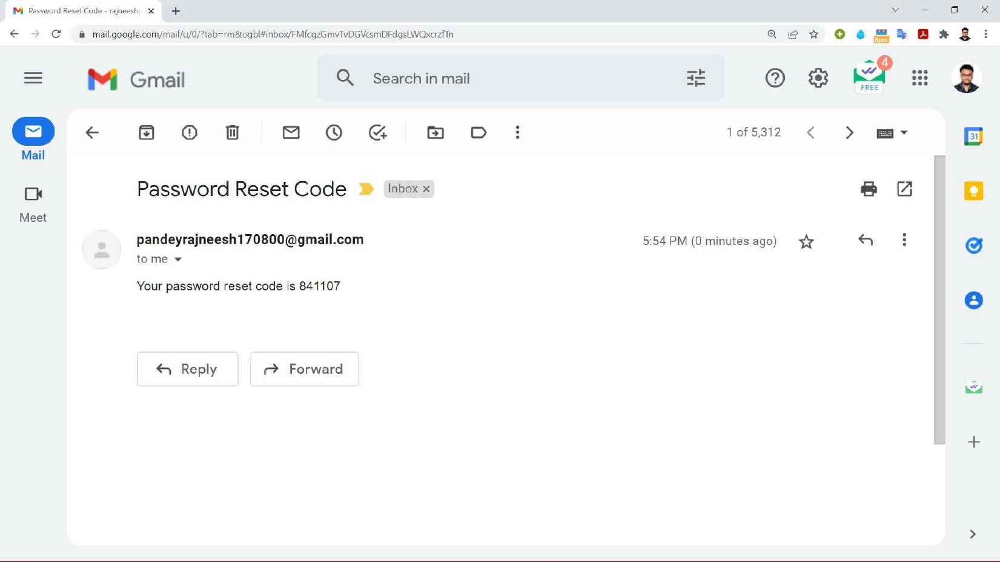 Password Reset Code - rajneeshp
mail.google.com/mail/u/0/?tab=rm&ogbl#inbox/FMfcgzGmvTvDGVcsmDFdgsLWQxcrzfTn
8pm
Gmail
Search in mail
4
FREE
Mail
1 of 5,312
31
Password Reset Code
Inbox ×
Meet
pandeyrajneesh170800@gmail.com
5:54 PM (0 minutes ago)
to me
Your password reset code is 841107
Reply
Forward